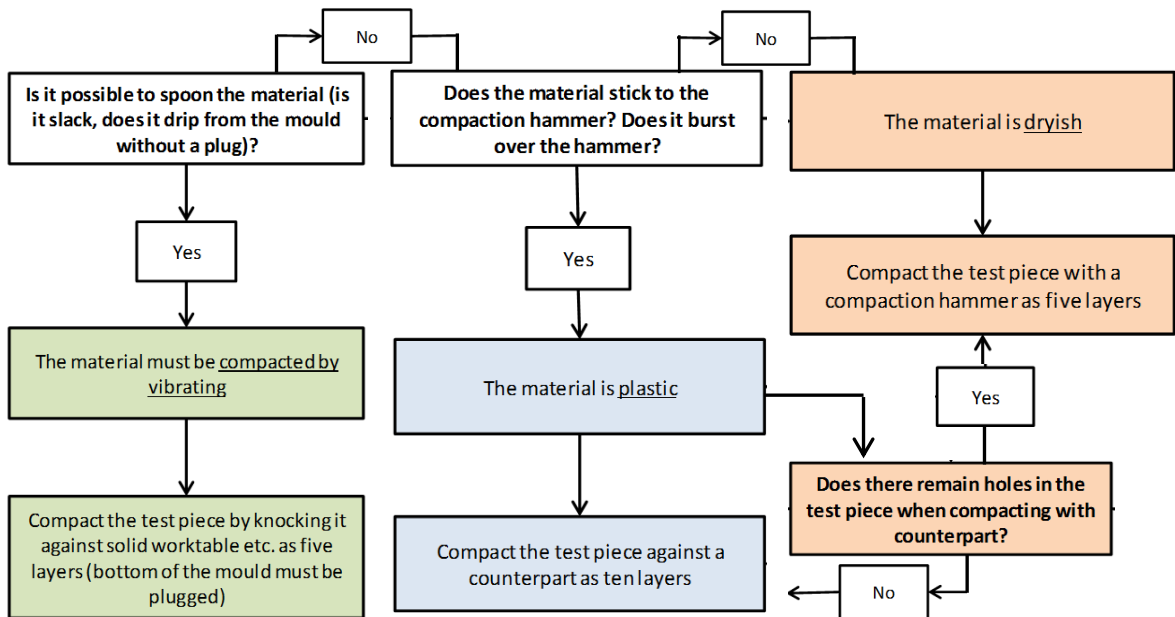 No
No
Is it possible to spoon the material (is
it slack, does it drip from the mould
without a plug)?
Does the material stick to the
compaction hammer? Does it burst
over the hammer?
The material is dryish
Yes
Yes
Compact the test piece with a
compaction hammer as five layers
The material must be compacted by
vibrating
The material is plastic
Yes
Compact the test piece by knocking it
against solid worktable etc. as five
layers (bottom of the mould must be
plugged)
Compact the test piece against a
counterpart as ten layers
Does there remain holes in the
test piece when compacting with
counterpart?
No